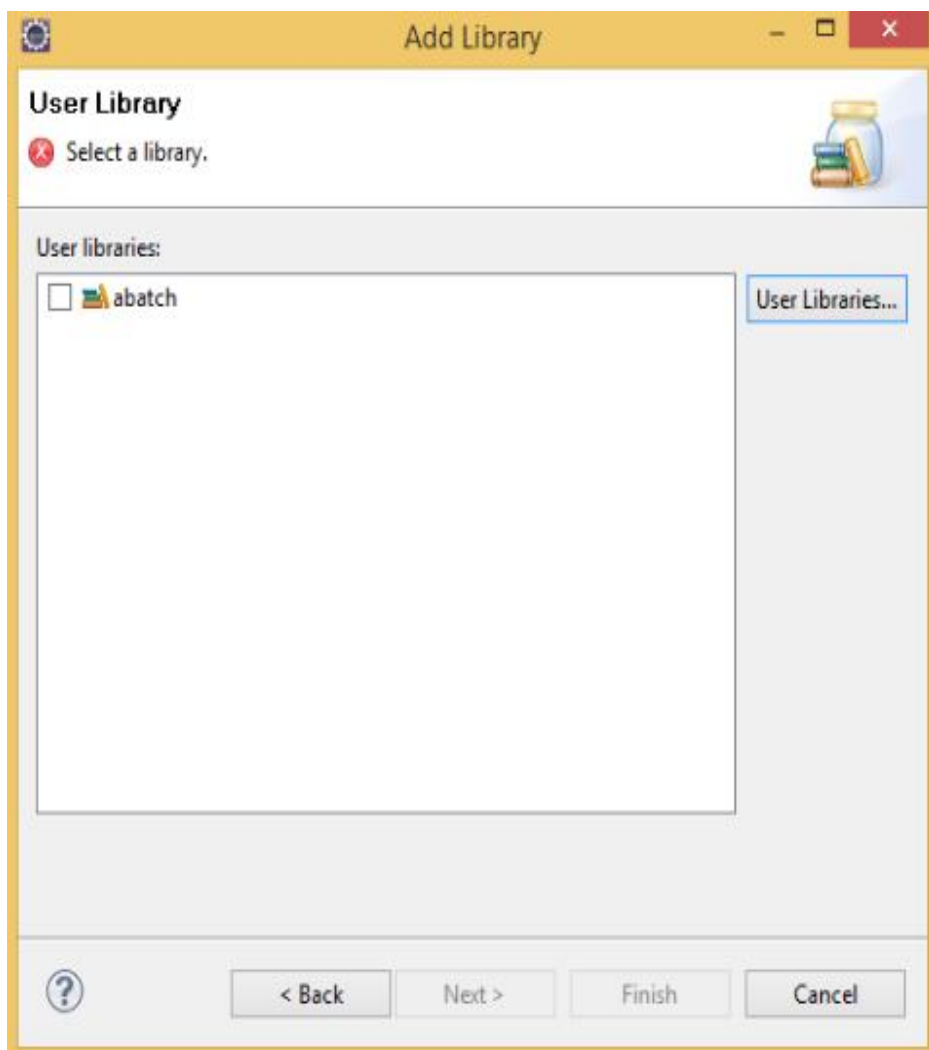 Add Library
User Library
Select a library.
User libraries:
abatch
User Libraries...
< Back
Next >
Finish
Cancel